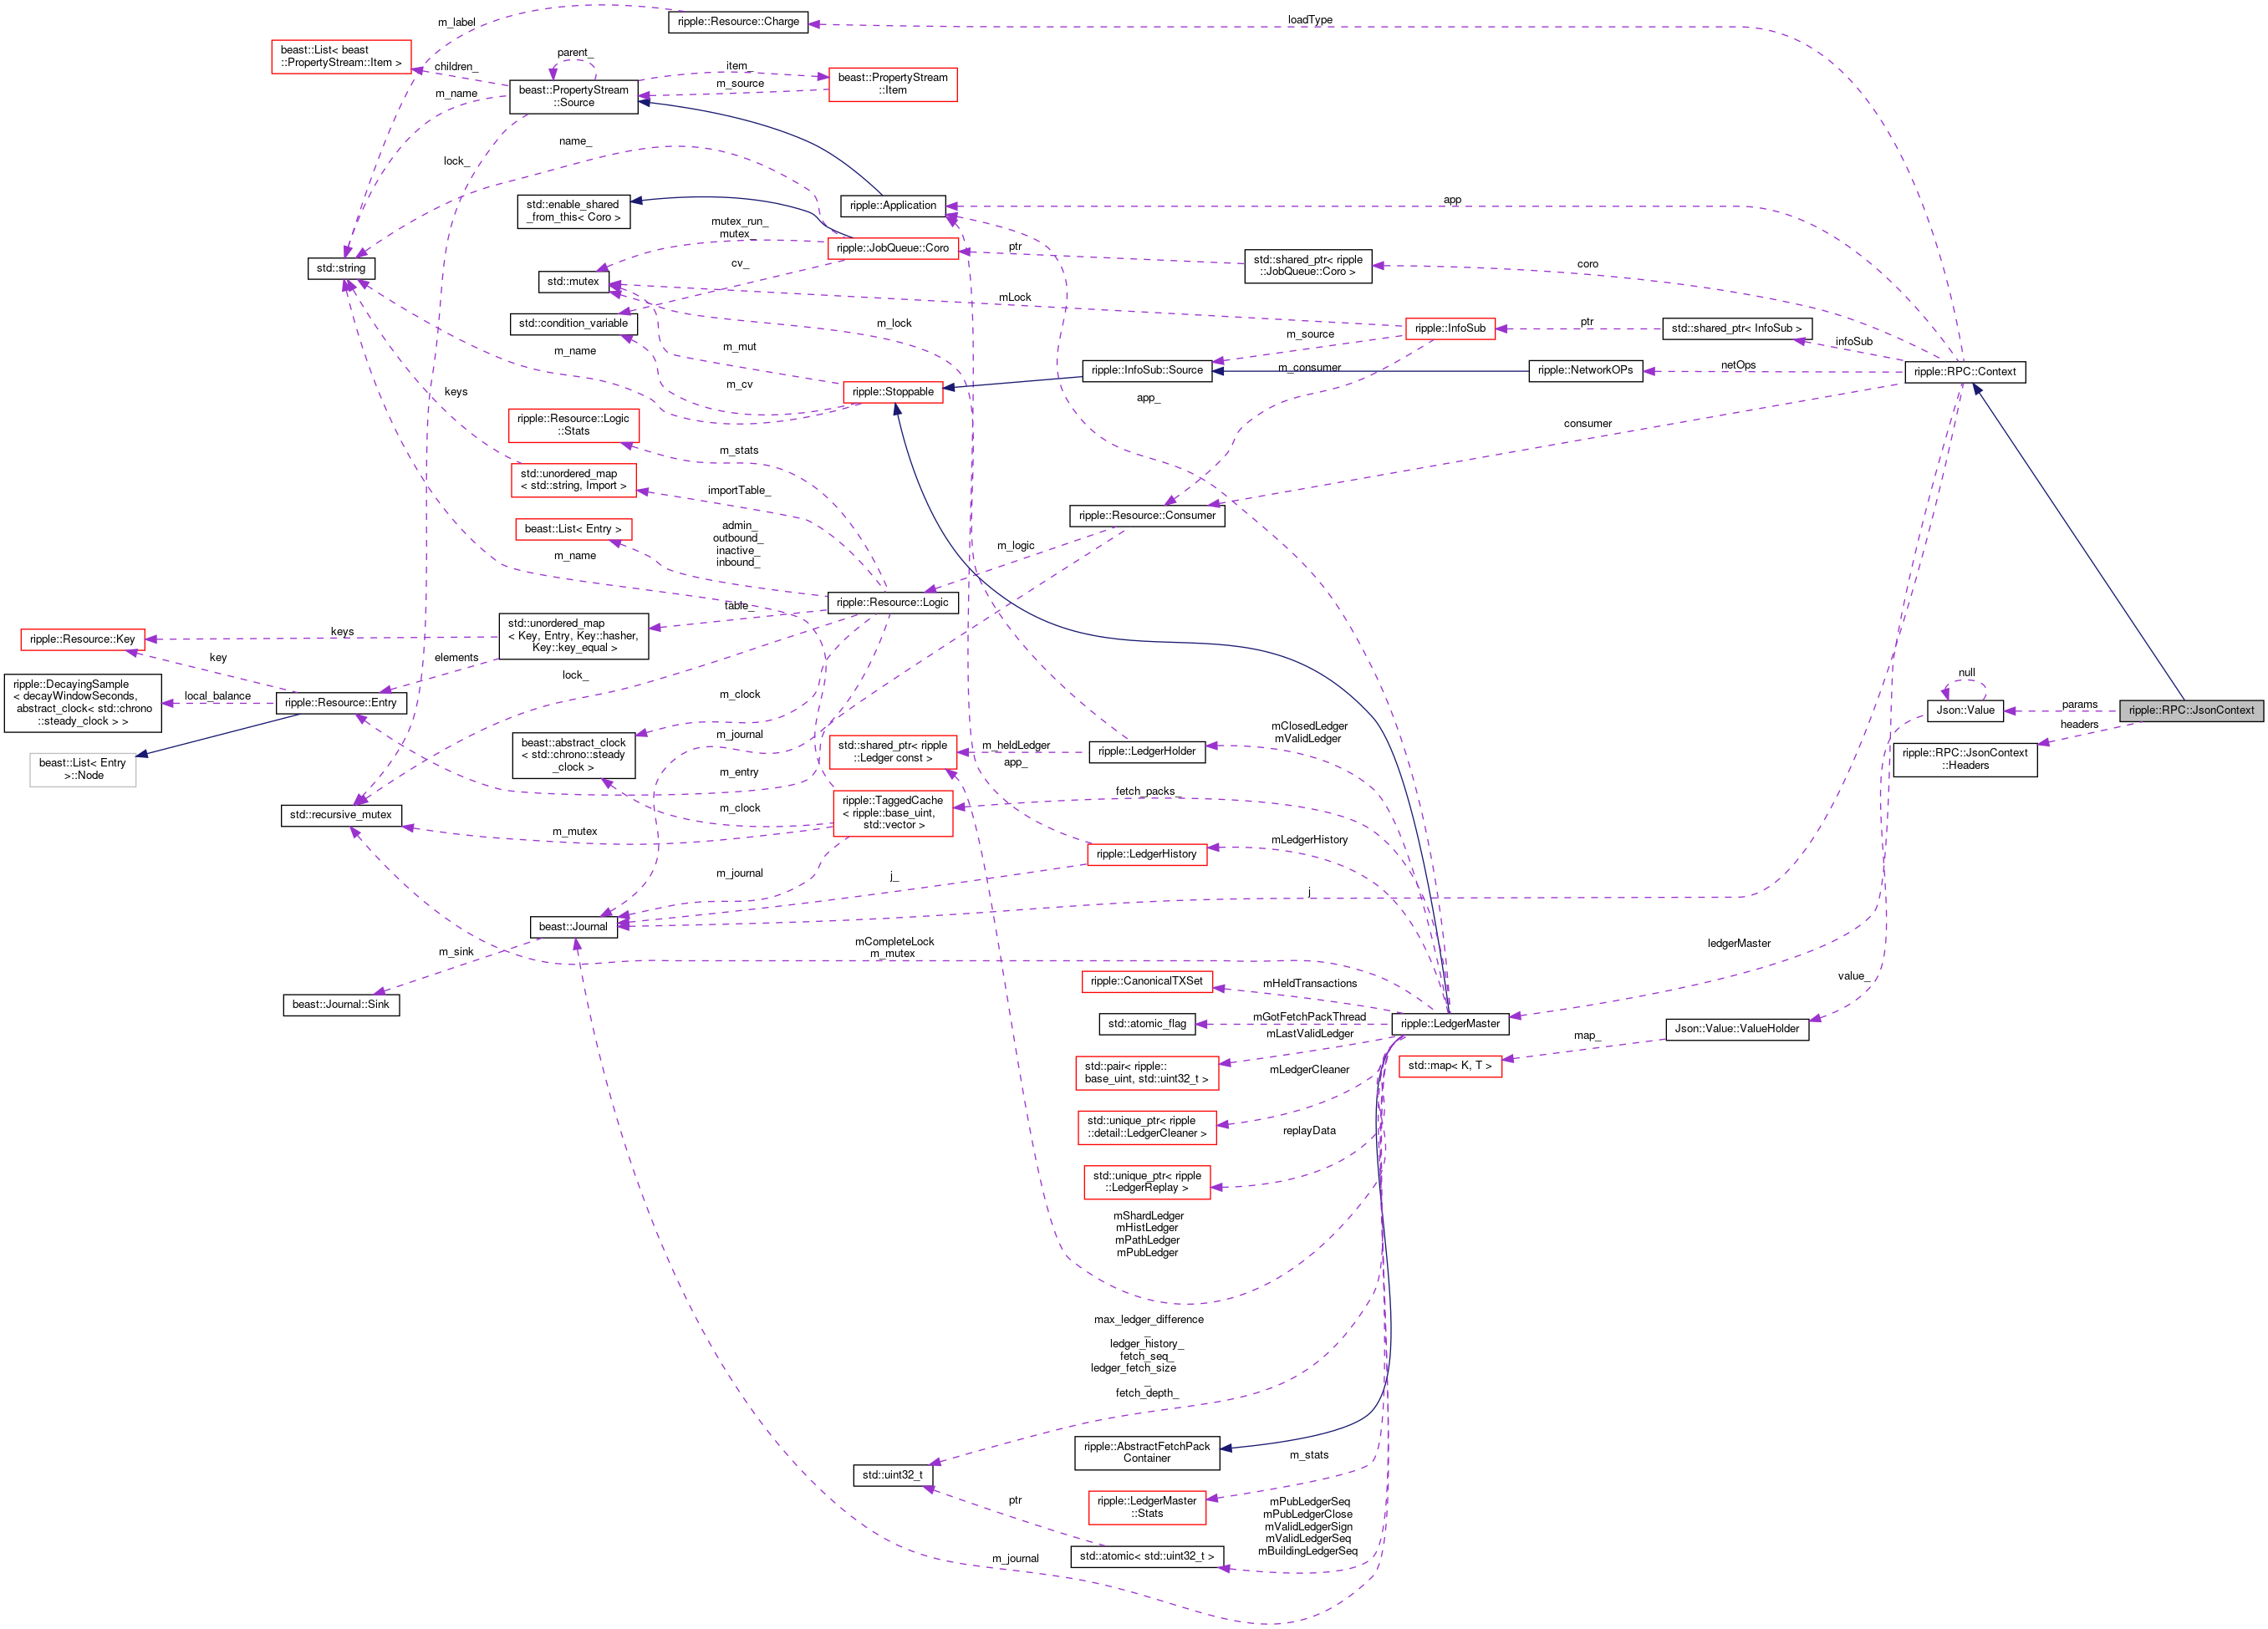 m_label
ripple::Resource::Charge
loadType
beast::List< beast
::PropertyStream::Item >
parent_
children_
item_
beast::PropertyStream
::Source
m_source
beast::PropertyStream
::Item
m_name
name_
lock_
std::enable_shared
_from_this< Coro >
ripple::Application
app
mutex_run_
mutex_
ripple::JobQueue::Coro
ptr
std::shared_ptr< ripple
::JobQueue::Coro >
coro
std::string
cv_
std::mutex
mLock
std::condition_variable
m_lock
ripple::InfoSub
ptr
std::shared_ptr< InfoSub >
infoSub
m_source
m_name
m_mut
m_consumer
ripple::InfoSub::Source
ripple::NetworkOPs
netOps
ripple::RPC::Context
keys
m_cv
ripple::Stoppable
app_
ripple::Resource::Logic
::Stats
consumer
m_stats
std::unordered_map
< std::string, Import >
importTable_
ripple::Resource::Consumer
beast::List< Entry >
admin_
outbound_
inactive_
inbound_
m_name
m_logic
ripple::Resource::Logic
table_
std::unordered_map
< Key, Entry, Key::hasher,
Key::key_equal >
ripple::Resource::Key
keys
key
elements
lock_
null
ripple::DecayingSample
< decayWindowSeconds,
abstract_clock< std::chrono
::steady_clock > >
local_balance
ripple::Resource::Entry
m_clock
Json::Value
params
ripple::RPC::JsonContext
headers
mClosedLedger
mValidLedger
beast::List< Entry
>::Node
beast::abstract_clock
< std::chrono::steady
_clock >
m_journal
std::shared_ptr< ripple
::Ledger const >
m_heldLedger
app_
ripple::LedgerHolder
ripple::RPC::JsonContext
::Headers
m_entry
fetch_packs_
std::recursive_mutex
m_clock
ripple::TaggedCache
< ripple::base_uint,
std::vector >
m_mutex
mLedgerHistory
ripple::LedgerHistory
m_journal
j_
j
beast::Journal
mCompleteLock
m_mutex
ledgerMaster
m_sink
value_
beast::Journal::Sink
ripple::CanonicalTXSet
mHeldTransactions
std::atomic_flag
mGotFetchPackThread
ripple::LedgerMaster
Json::Value::ValueHolder
mLastValidLedger
map_
std::pair< ripple::
base_uint, std::uint32_t >
mLedgerCleaner
std::map< K, T >
std::unique_ptr< ripple
::detail::LedgerCleaner >
replayData
std::unique_ptr< ripple
::LedgerReplay >
mShardLedger
mHistLedger
mPathLedger
mPubLedger
max_ledger_difference
_
ledger_history_
fetch_seq_
ledger_fetch_size
_
fetch_depth_
ripple::AbstractFetchPack
Container
m_stats
std::uint32_t
ptr
ripple::LedgerMaster
::Stats
mPubLedgerSeq
mPubLedgerClose
mValidLedgerSign
mValidLedgerSeq
mBuildingLedgerSeq
std::atomic< std::uint32_t >
m_journal